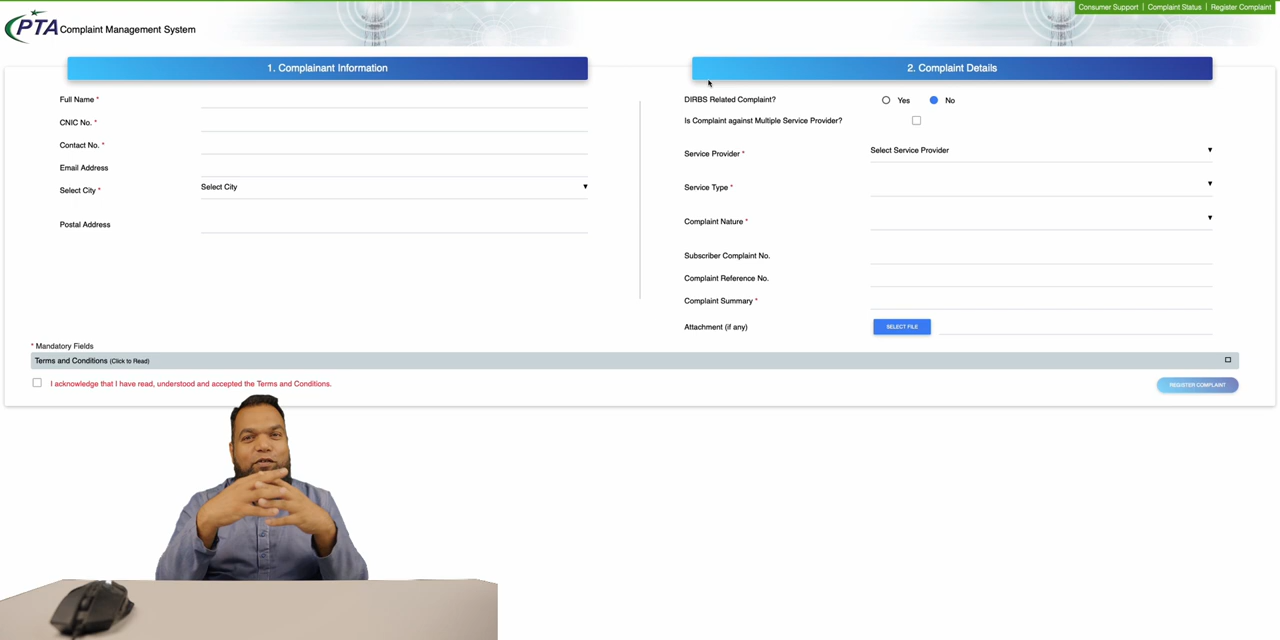 Consumer Support | Complaint Status | Register Complaint
PTA Complaint Management System
1. Complainant Information
Full Name *
CNIC No. *
Contact No. *
Email Address
Select City * Select City
Postal Address
2. Complaint Details
DIRBS Related Complaint? Yes No
Is Complaint against Multiple Service Provider?
Service Provider * Select Service Provider
Service Type *
Complaint Nature *
Subscriber Complaint No.
Complaint Reference No.
Complaint Summary *
Attachment (if any) SELECT FILE
* Mandatory Fields
Terms and Conditions (Click to Read)
I acknowledge that I have read, understood and accepted the Terms and Conditions.
REGISTER COMPLAINT